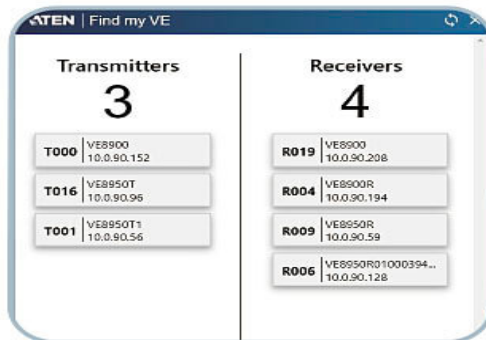 ATEN | Find my VE
Transmitters
3
T000 VE8900
10.0.90.152
T016 VE8950T
10.0.90.96
T001 VE8950T1
10.0.90.56
Receivers
4
R019 VE8900
10.0.90.208
R004 VE8900R
10.0.90.194
R009 VE8950R
10.0.90.59
R006 VE8950R01000394...
10.0.90.128